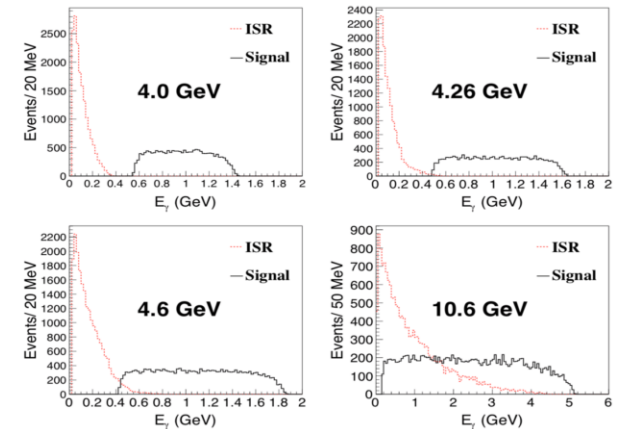 Events/ 20 MeV
2500
2000
1500
1000
500
0
ISR
Signal
4.0 GeV
0 0.2 0.4 0.6 0.8 1 1.2 1.4 1.6 1.8 2
Eγ (GeV)
Events/ 20 MeV
2400
2200
2000
1800
1600
1400
1200
1000
800
600
400
200
0
ISR
Signal
4.26 GeV
0 0.2 0.4 0.6 0.8 1 1.2 1.4 1.6 1.8 2
Eγ (GeV)
Events/ 20 MeV
2200
2000
1800
1600
1400
1200
1000
800
600
400
200
0
ISR
Signal
4.6 GeV
0 0.2 0.4 0.6 0.8 1 1.2 1.4 1.6 1.8 2
Eγ (GeV)
Events/ 50 MeV
900
800
700
600
500
400
300
200
100
0
ISR
Signal
10.6 GeV
0 1 2 3 4 5 6
Eγ (GeV)